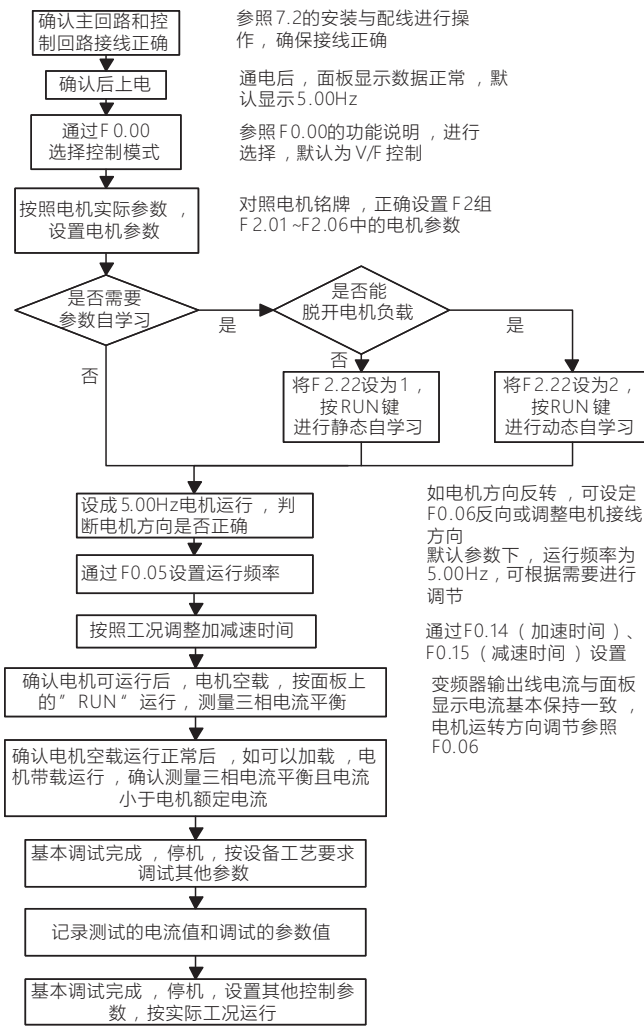 确认主回路和控
制回路接线正确
参照7.2的安装与配线进行操
作，确保接线正确
确认后上电
通电后，面板显示数据正常，默
认显示5.00Hz
通过F0.00
选择控制模式
参照F0.00的功能说明，进行
选择，默认为V/F控制
按照电机实际参数，
设置电机参数
对照电机铭牌，正确设置F2组
F2.01~F2.06中的电机参数
是否需要
参数自学习
是
是否能
脱开电机负载
是
否
否
将F2.22设为1，
按RUN键
进行静态自学习
将F2.22设为2，
按RUN键
进行动态自学习
设成5.00Hz电机运行，判
断电机方向是否正确
如电机方向反转，可设定
F0.06反向或调整电机接线
方向
默认参数下，运行频率为
5.00Hz，可根据需要进行
调节
通过F0.05设置运行频率
按照工况调整加减速时间
通过F0.14（加速时间）、
F0.15（减速时间）设置
确认电机可运行后，电机空载，按面板上
的”RUN“运行，测量三相电流平衡
变频器输出线电流与面板
显示电流基本保持一致，
电机运转方向调节参照
F0.06
确认电机空载运行正常后，如可以加载，电
机带载运行，确认测量三相电流平衡且电流
小于电机额定电流
基本调试完成，停机，按设备工艺要求
调试其他参数
记录测试的电流值和调试的参数值
基本调试完成，停机，设置其他控制参
数，按实际工况运行